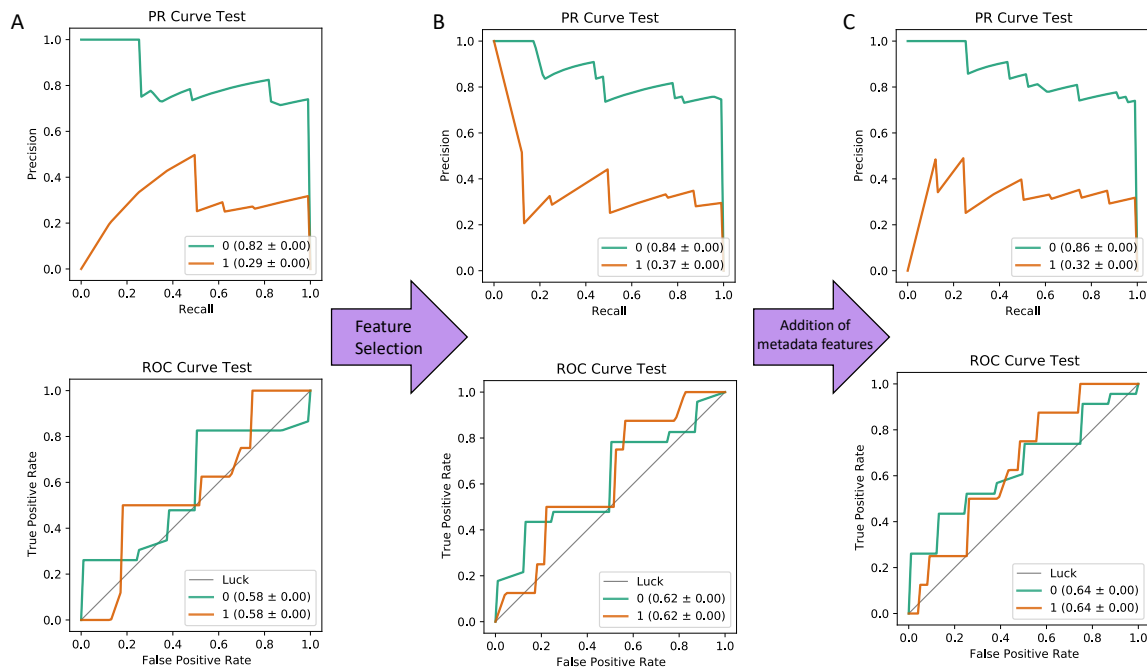 A
PR Curve Test
1.0
0.8
0.6
0.4
0.2
0.0
Precision
0 (0.82 ± 0.00)
1 (0.29 ± 0.00)
0.0 0.2 0.4 0.6 0.8 1.0
Recall
B
PR Curve Test
1.0
0.8
0.6
0.4
0.2
0.0
Precision
0 (0.84 ± 0.00)
1 (0.37 ± 0.00)
0.0 0.2 0.4 0.6 0.8 1.0
Recall
C
PR Curve Test
1.0
0.8
0.6
0.4
0.2
0.0
Precision
0 (0.86 ± 0.00)
1 (0.32 ± 0.00)
0.0 0.2 0.4 0.6 0.8 1.0
Recall
Feature
Selection
Addition of
metadata features
ROC Curve Test
1.0
0.8
0.6
0.4
0.2
0.0
True Positive Rate
Luck
0 (0.58 ± 0.00)
1 (0.58 ± 0.00)
0.0 0.2 0.4 0.6 0.8 1.0
False Positive Rate
ROC Curve Test
1.0
0.8
0.6
0.4
0.2
0.0
True Positive Rate
Luck
0 (0.62 ± 0.00)
1 (0.62 ± 0.00)
0.0 0.2 0.4 0.6 0.8 1.0
False Positive Rate
ROC Curve Test
1.0
0.8
0.6
0.4
0.2
0.0
True Positive Rate
Luck
0 (0.64 ± 0.00)
1 (0.64 ± 0.00)
0.0 0.2 0.4 0.6 0.8 1.0
False Positive Rate